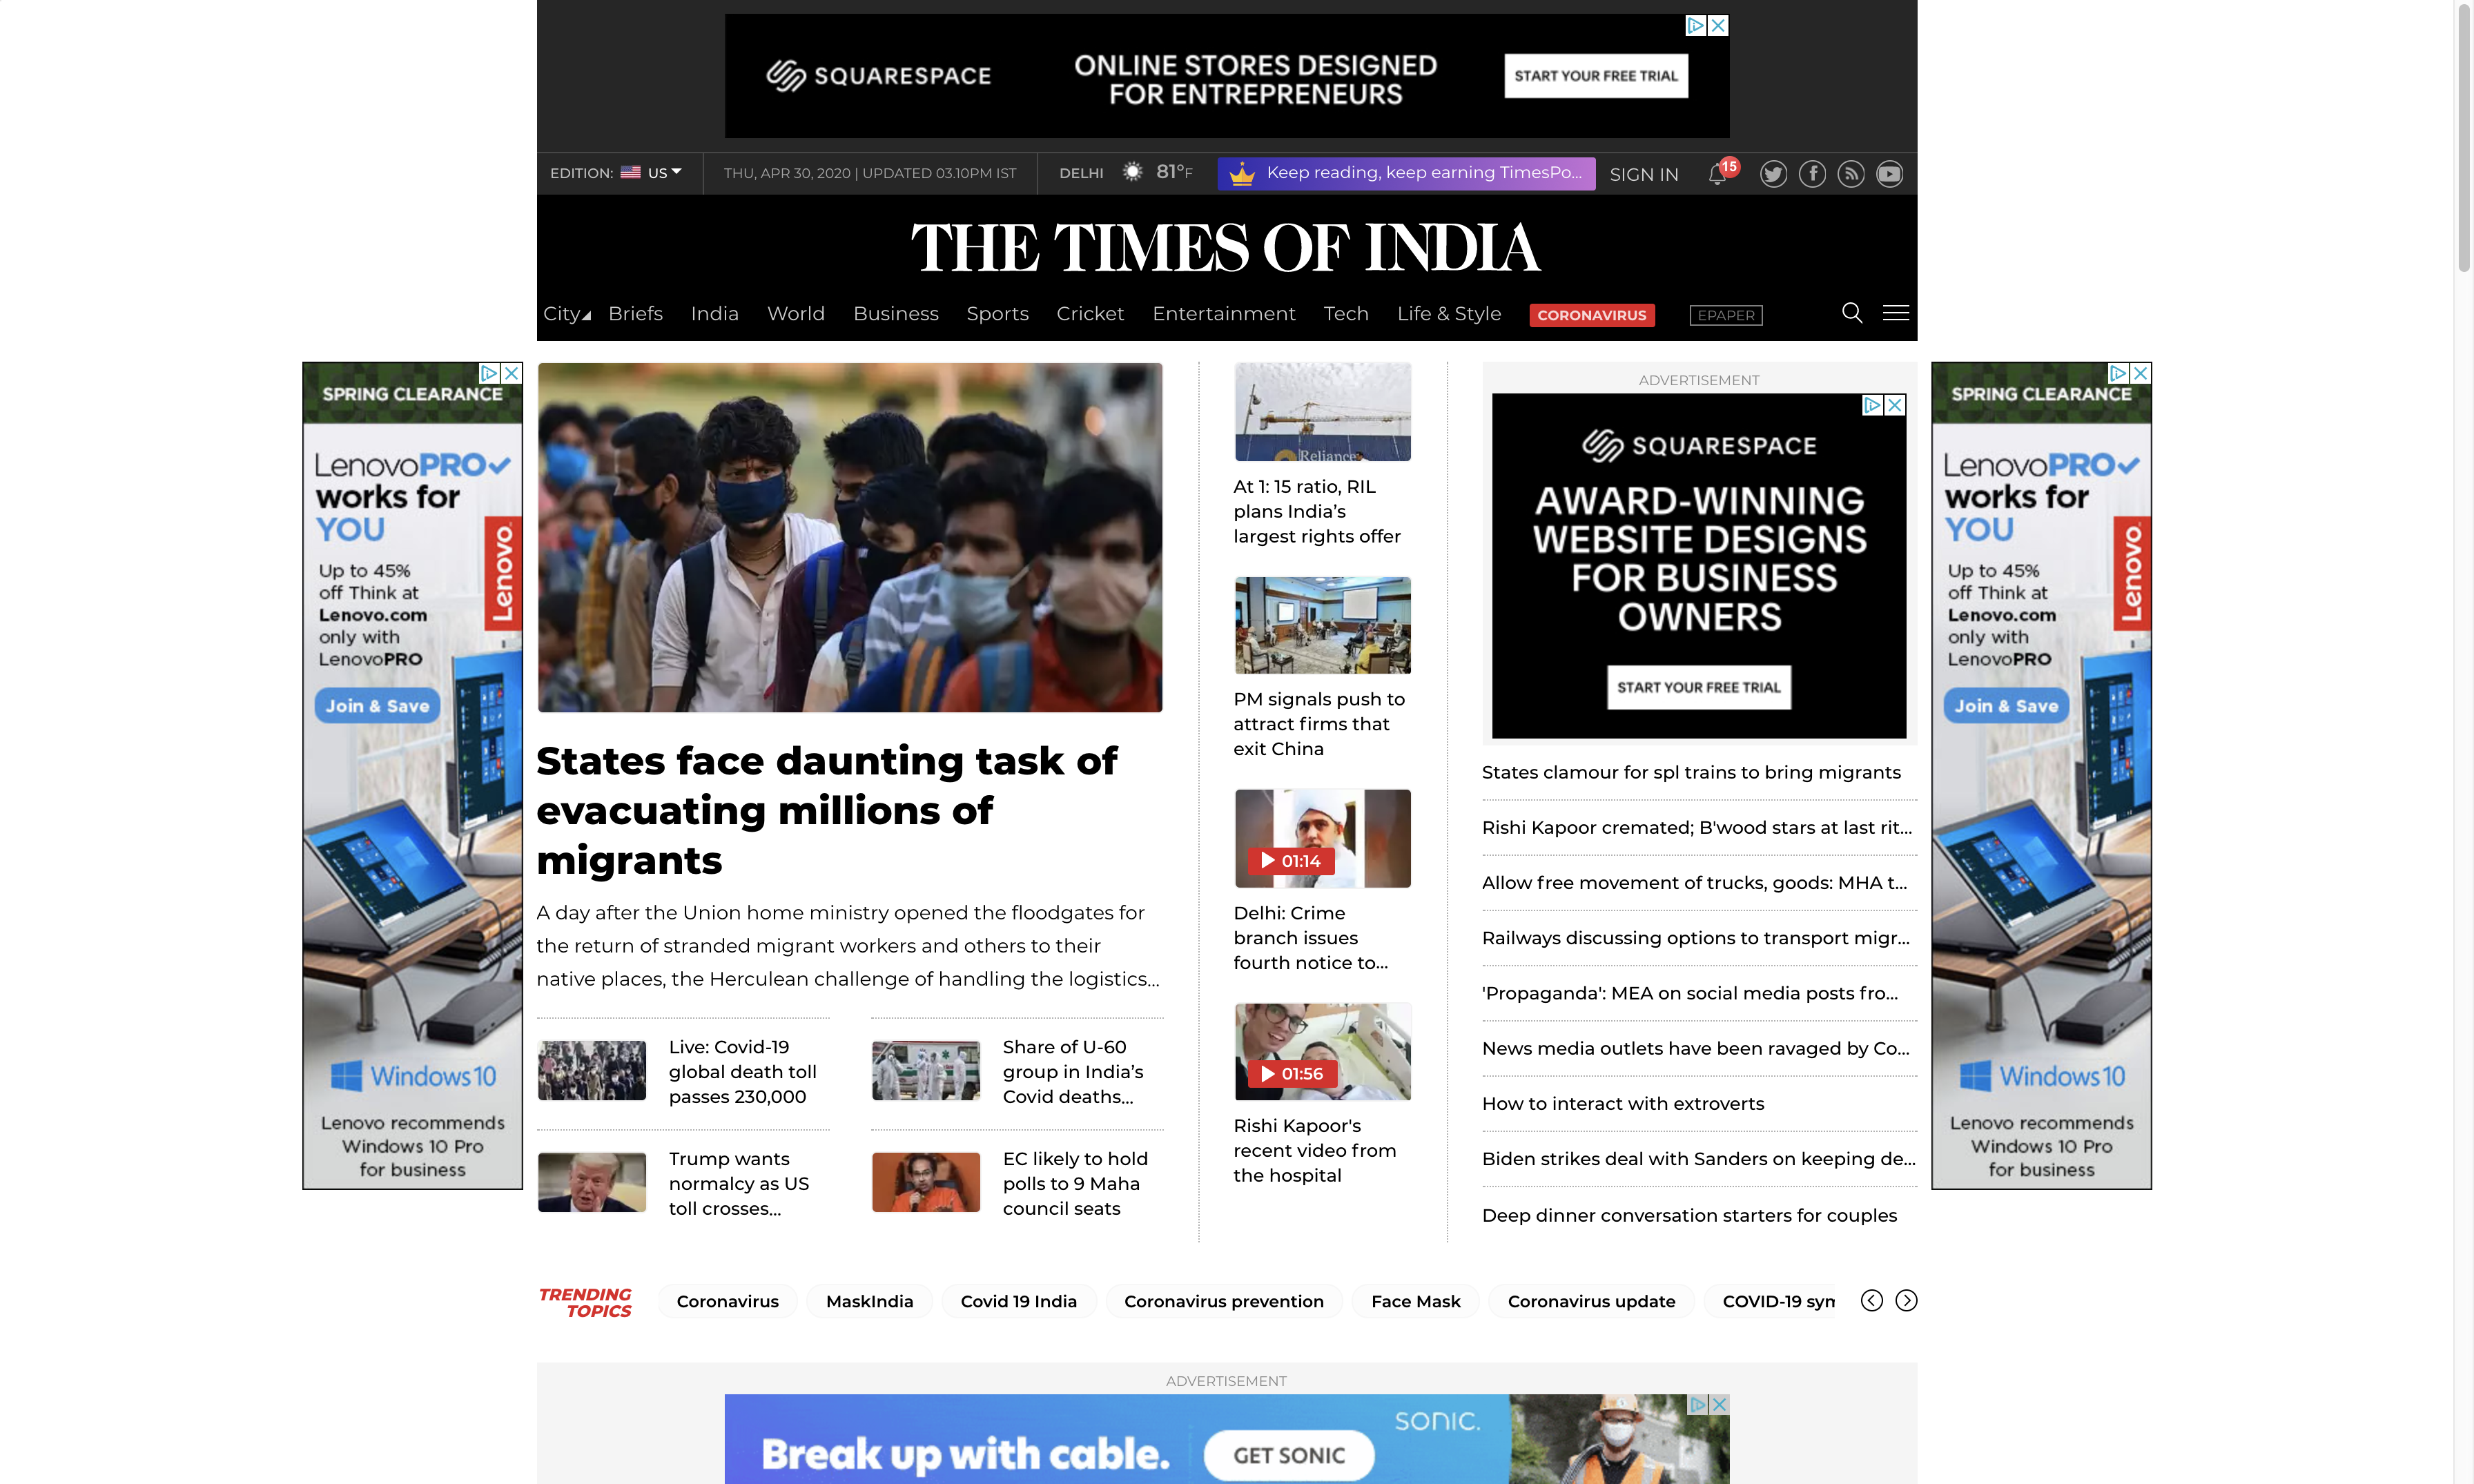 SQUARESPACE
ONLINE STORES DESIGNED
FOR ENTREPRENEURS
START YOUR FREE TRIAL
EDITION: US
THU, APR 30, 2020 | UPDATED 03.10PM IST
DELHI 81°F
Keep reading, keep earning TimesPo...
SIGN IN
15
THE TIMES OF INDIA
City Briefs India World Business Sports Cricket Entertainment Tech Life & Style CORONAVIRUS EPAPER
SPRING CLEARANCE
LenovoPRO
works for
YOU
Lenovo
Up to 45%
off Think at
Lenovo.com
only with
LenovoPRO
Join & Save
Windows 10
Lenovo recommends
Windows 10 Pro
for business
States face daunting task of
evacuating millions of
migrants
A day after the Union home ministry opened the floodgates for
the return of stranded migrant workers and others to their
native places, the Herculean challenge of handling the logistics...
Live: Covid-19
global death toll
passes 230,000
Share of U-60
group in India's
Covid deaths...
Trump wants
normalcy as US
toll crosses...
EC likely to hold
polls to 9 Maha
council seats
Reliance
At 1: 15 ratio, RIL
plans India's
largest rights offer
PM signals push to
attract firms that
exit China
01:14
Delhi: Crime
branch issues
fourth notice to...
01:56
Rishi Kapoor's
recent video from
the hospital
ADVERTISEMENT
SQUARESPACE
AWARD-WINNING
WEBSITE DESIGNS
FOR BUSINESS
OWNERS
START YOUR FREE TRIAL
States clamour for spl trains to bring migrants
Rishi Kapoor cremated; B'wood stars at last rit...
Allow free movement of trucks, goods: MHA t...
Railways discussing options to transport migr...
'Propaganda': MEA on social media posts fro...
News media outlets have been ravaged by Co...
How to interact with extroverts
Biden strikes deal with Sanders on keeping de...
Deep dinner conversation starters for couples
SPRING CLEARANCE
LenovoPRO
works for
YOU
Lenovo
Up to 45%
off Think at
Lenovo.com
only with
LenovoPRO
Join & Save
Windows 10
Lenovo recommends
Windows 10 Pro
for business
TRENDING
TOPICS
Coronavirus MaskIndia Covid 19 India Coronavirus prevention Face Mask Coronavirus update COVID-19 syn
ADVERTISEMENT
Break up with cable.
GET SONIC
SONIC.